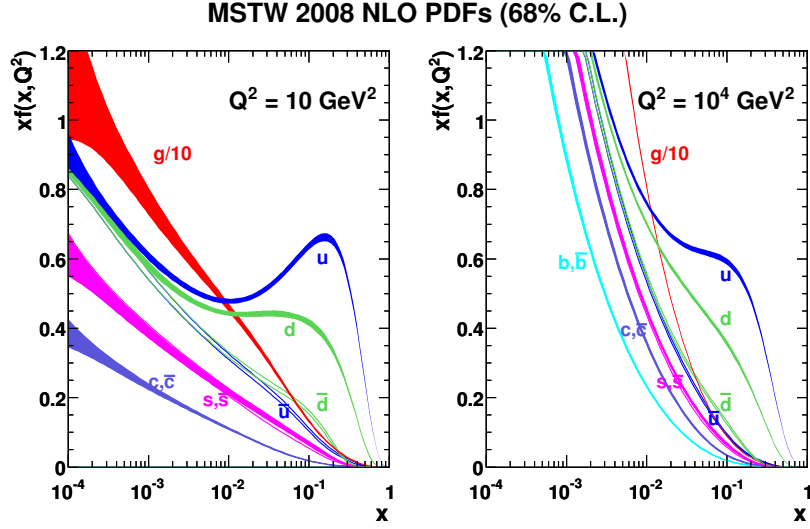 MSTW 2008 NLO PDFs (68% C.L.)
xf(x,Q²)
1.2
1
0.8
0.6
0.4
0.2
0
Q² = 10 GeV²
g/10
u
d
d̅
u̅
s,s̅
c,c̅
10⁻⁴
10⁻³
10⁻²
10⁻¹
1
x
xf(x,Q²)
1.2
1
0.8
0.6
0.4
0.2
0
Q² = 10⁴ GeV²
g/10
b,b̅
u
d
c,c̅
s,s̅
d̅
u̅
10⁻⁴
10⁻³
10⁻²
10⁻¹
1
x